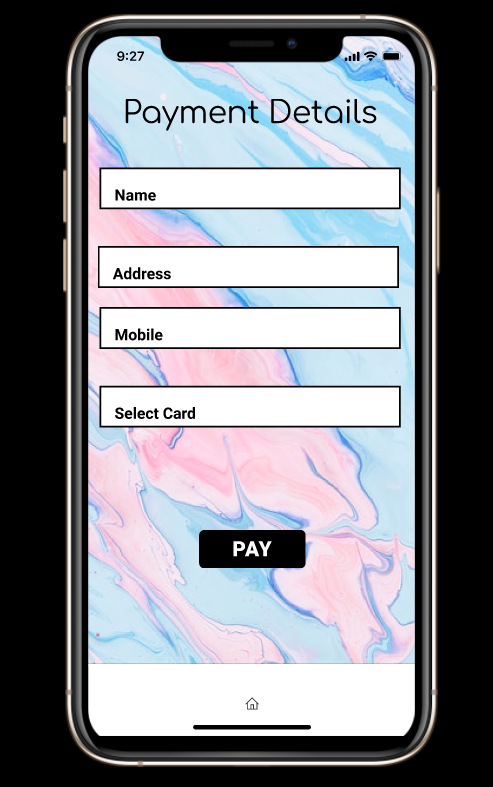 9:27
Payment Details
Name
Address
Mobile
Select Card
PAY